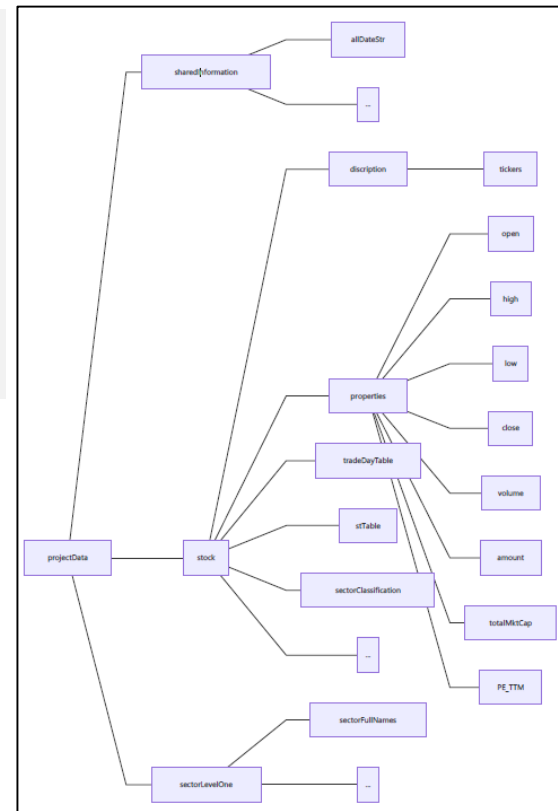 allDateStr
sharedInformation
...
discription
tickers
open
high
low
properties
close
tradeDayTable
volume
stTable
projectData
stock
amount
sectorClassification
totalMktCap
...
PE_TTM
sectorFullNames
sectorLevelOne
...